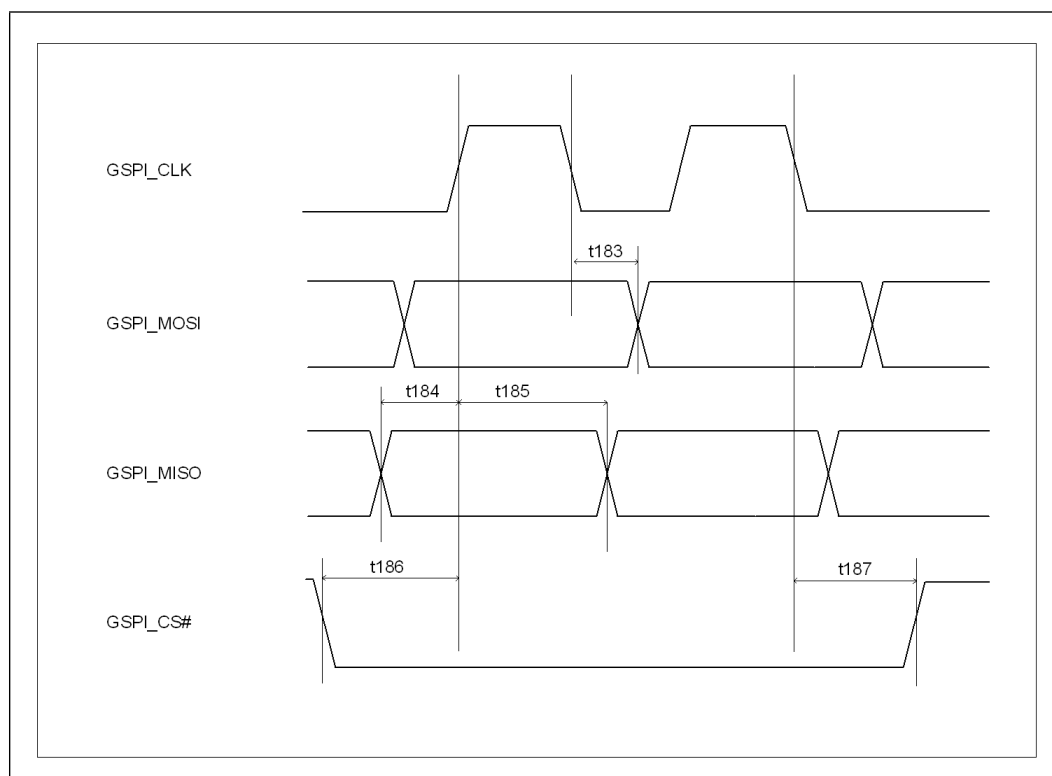 GSPI_CLK
t183
GSPI_MOSI
t184
t185
GSPI_MISO
t186
t187
GSPI_CS#